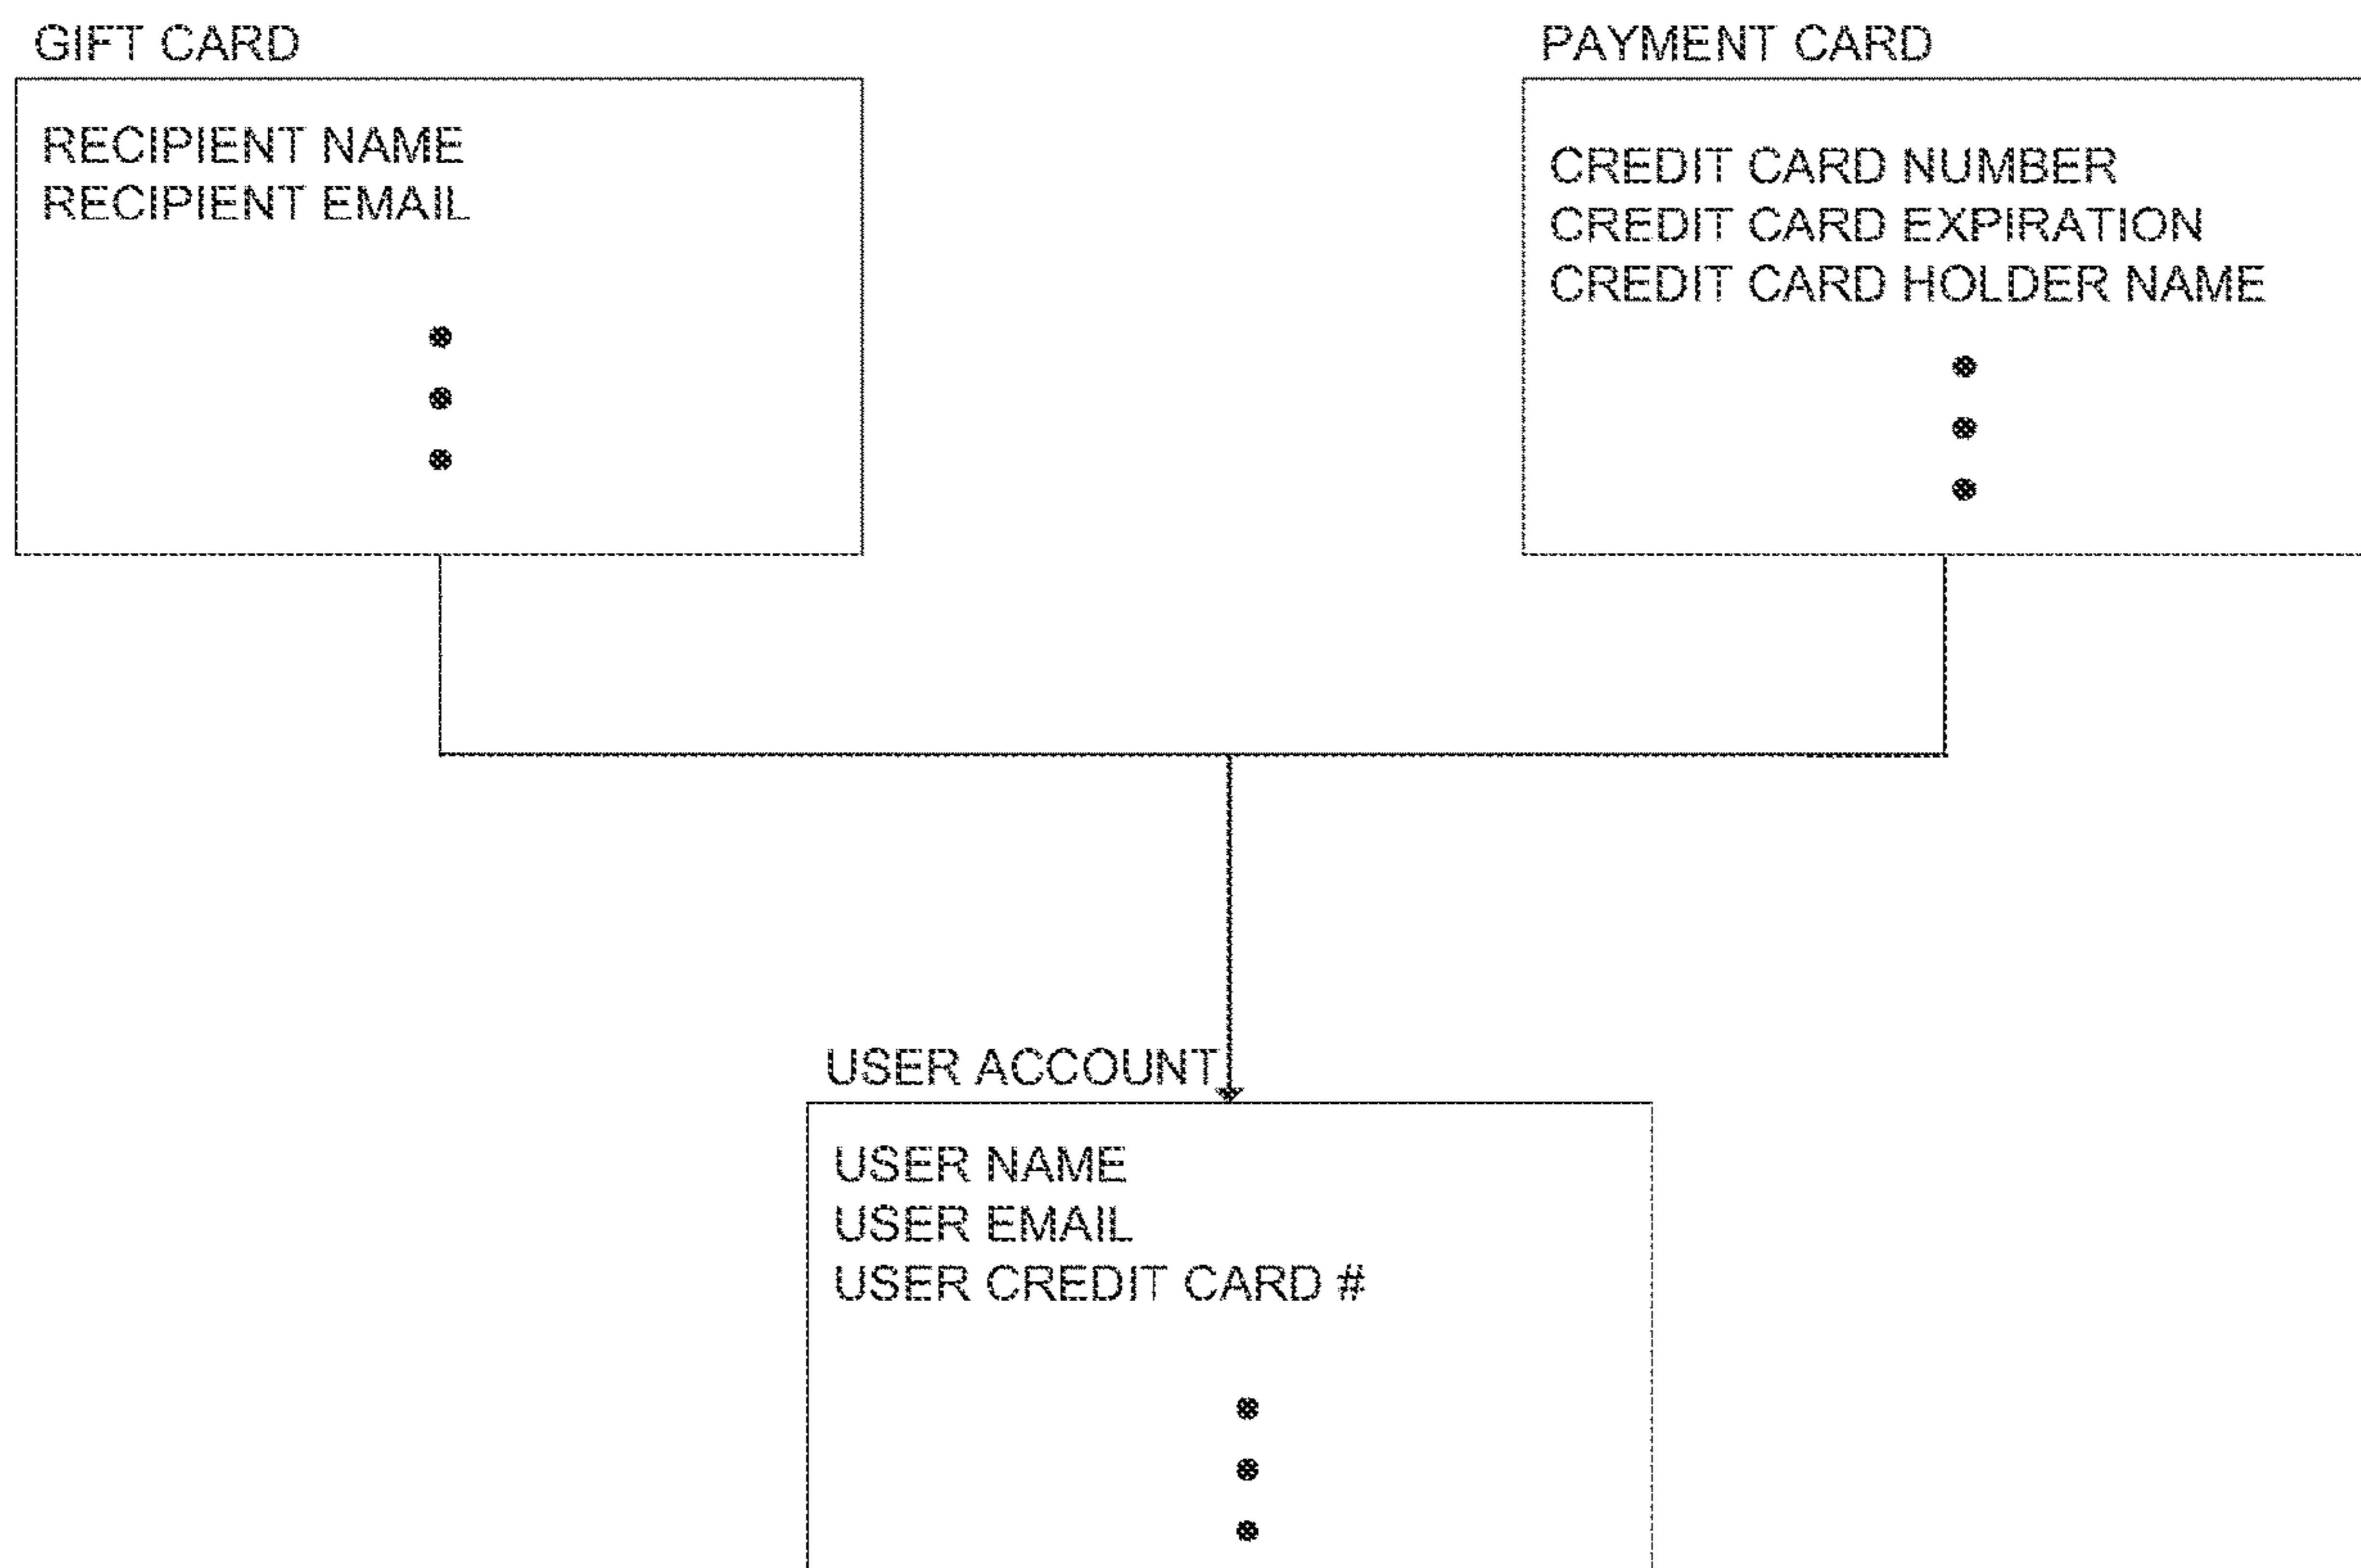 GIFT CARD
RECIPIENT NAME
RECIPIENT EMAIL
PAYMENT CARD
CREDIT CARD NUMBER
CREDIT CARD EXPIRATION
CREDIT CARD HOLDER NAME
USER ACCOUNT
USER NAME
USER EMAIL
USER CREDIT CARD #